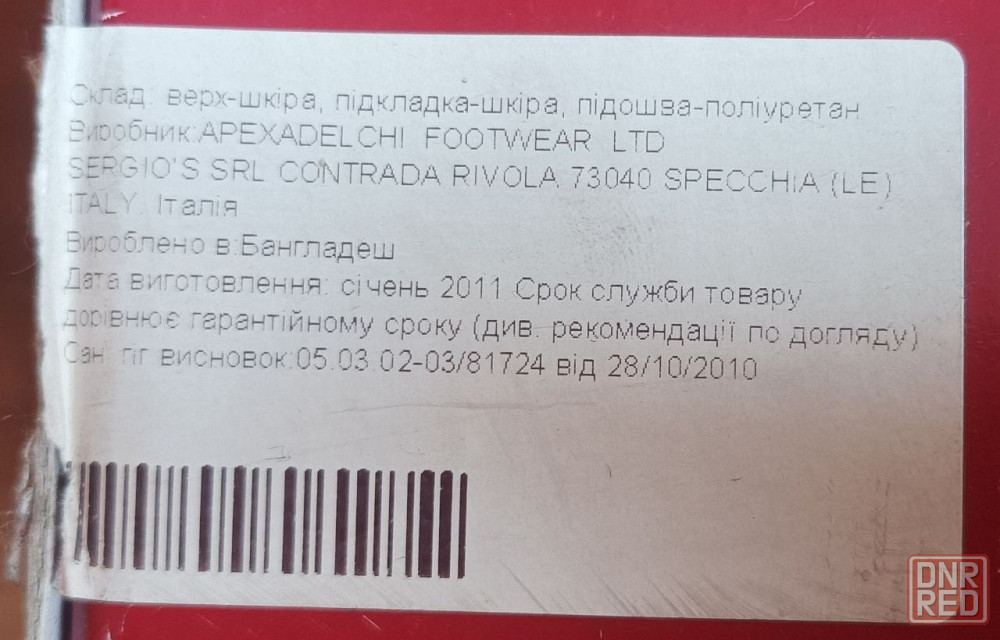 Склад: верх-шкіра, підкладка-шкіра, підошва-поліуретан
Виробник:APEXADELCHI FOOTWEAR LTD
SERGIO'S SRL CONTRADA RIVOLA 73040 SPECCHIA (LE)
ITALY. Італія
Вироблено в:Бангладеш
Дата виготовлення: січень 2011 Срок служби товару
дорівнює гарантійному сроку (див. рекомендації по догляду)
Сан. гіг висновок:05.03.02-03/81724 від 28/10/2010
DNR
RED